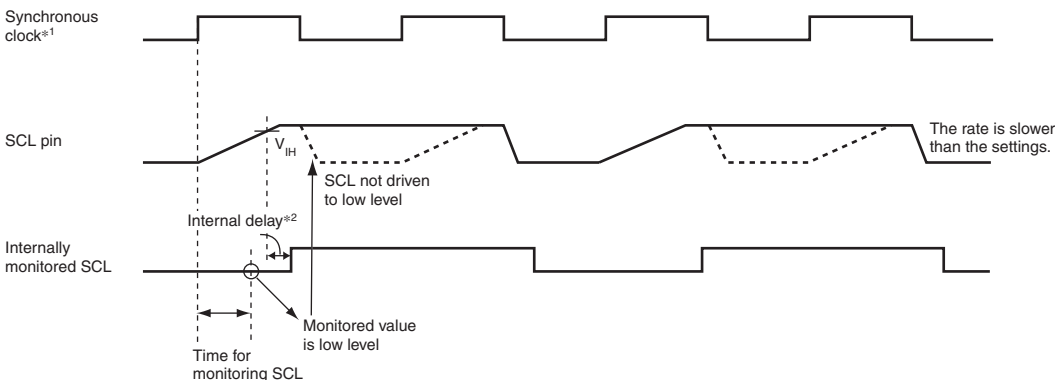 Synchronous
clock*1
SCL pin
VIH
The rate is slower
than the settings.
SCL not driven
to low level
Internal delay*2
Internally
monitored SCL
Monitored value
is low level
Time for
monitoring SCL